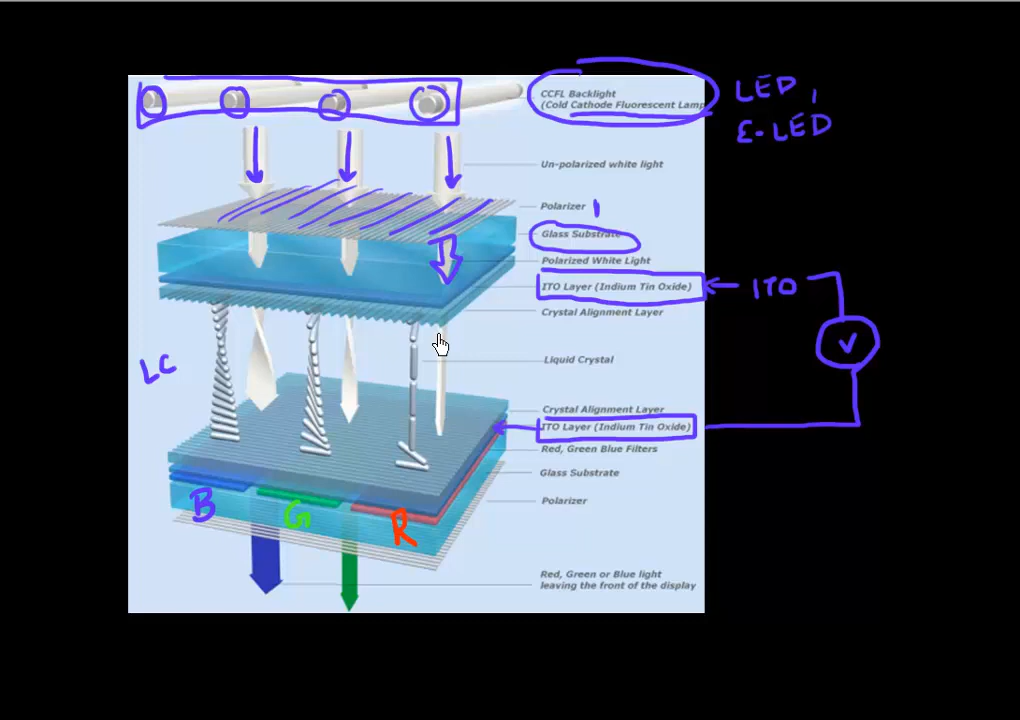 CCFL Backlight
(Cold Cathode Fluorescent Lamp
LED,
E-LED
Un-polarized white light
Polarizer 1
Glass Substrate
Polarized White Light
ITO Layer (Indium Tin Oxide)
ITO
Crystal Alignment Layer
V
Liquid Crystal
LC
Crystal Alignment Layer
ITO Layer (Indium Tin Oxide)
Red, Green Blue Filters
Glass Substrate
Polarizer
B
G
R
Red, Green or Blue light
leaving the front of the display